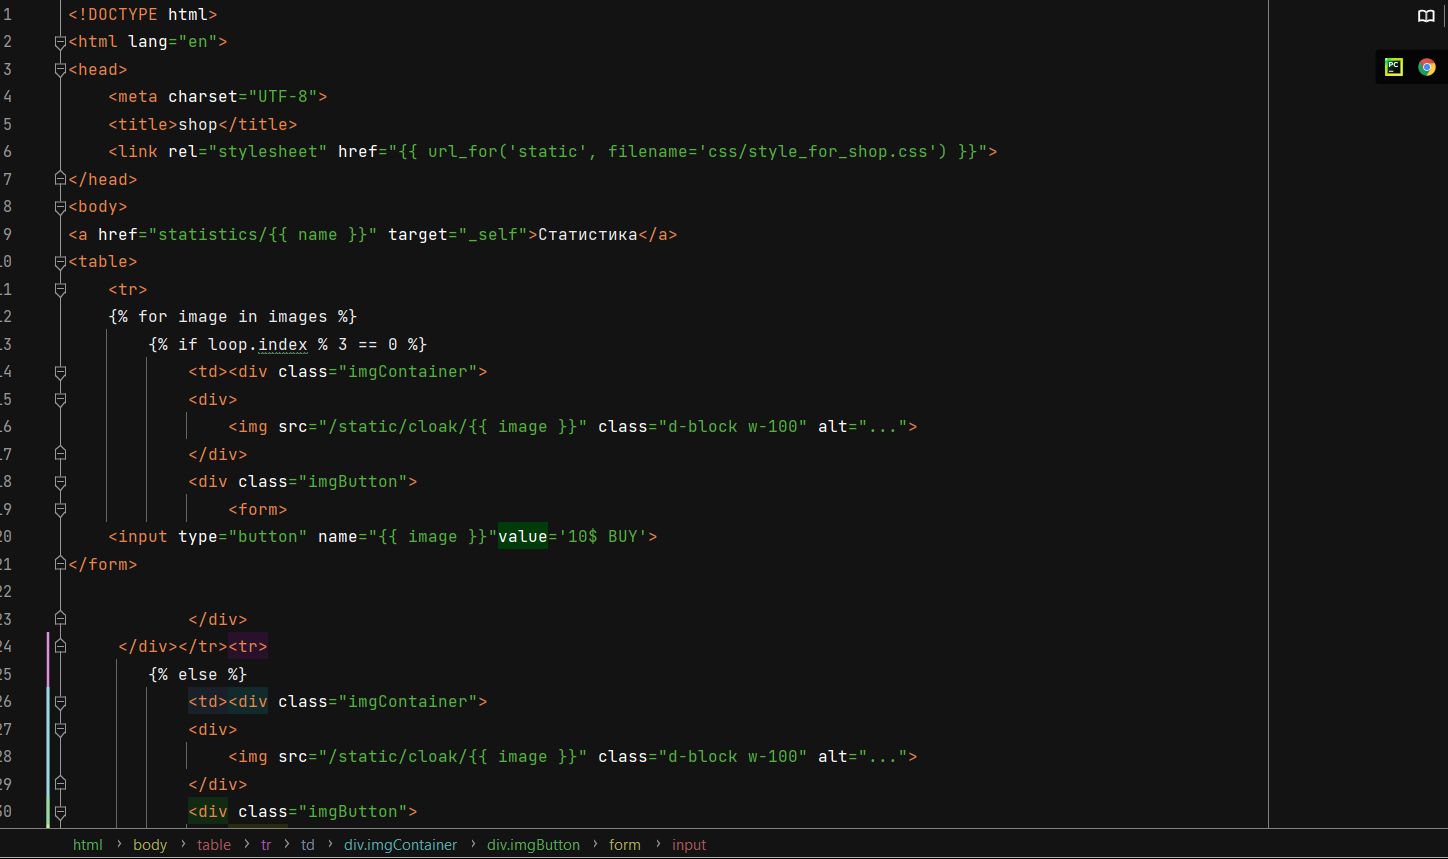 1 <!DOCTYPE html>
2 <html lang="en">
3 <head>
4 <meta charset="UTF-8">
5 <title>shop</title>
6 <link rel="stylesheet" href="{{ url_for('static', filename='css/style_for_shop.css') }}">
7 </head>
8 <body>
9 <a href="statistics/{{ name }}" target="_self">Статистика</a>
10 <table>
11 <tr>
12 {% for image in images %}
13 {% if loop.index % 3 == 0 %}
14 <td><div class="imgContainer">
15 <div>
16 <img src="/static/cloak/{{ image }}" class="d-block w-100" alt="...">
17 </div>
18 <div class="imgButton">
19 <form>
20 <input type="button" name="{{ image }}"value='10$ BUY'>
21 </form>
22
23 </div>
24 </div></tr><tr>
25 {% else %}
26 <td><div class="imgContainer">
27 <div>
28 <img src="/static/cloak/{{ image }}" class="d-block w-100" alt="...">
29 </div>
30 <div class="imgButton">
html › body › table › tr › td › div.imgContainer › div.imgButton › form › input
PC